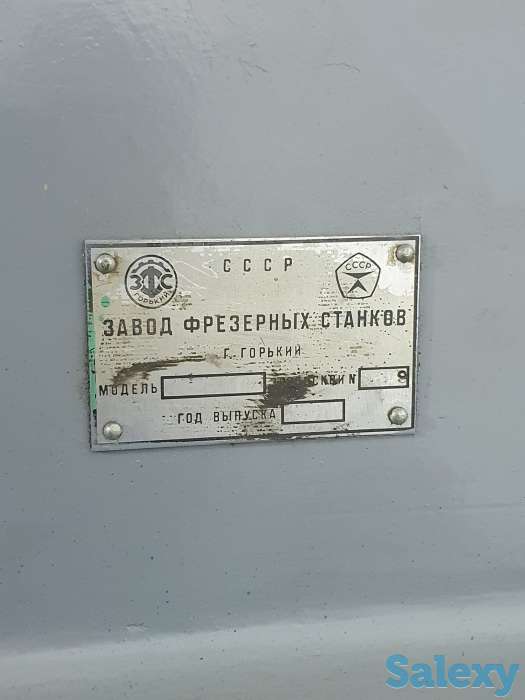 СССР
ЗФС
ГОРЬКИЙ
СССР
ЗАВОД ФРЕЗЕРНЫХ СТАНКОВ
Г. ГОРЬКИЙ
МОДЕЛЬ N 9
ГОД ВЫПУСКА
Salexy